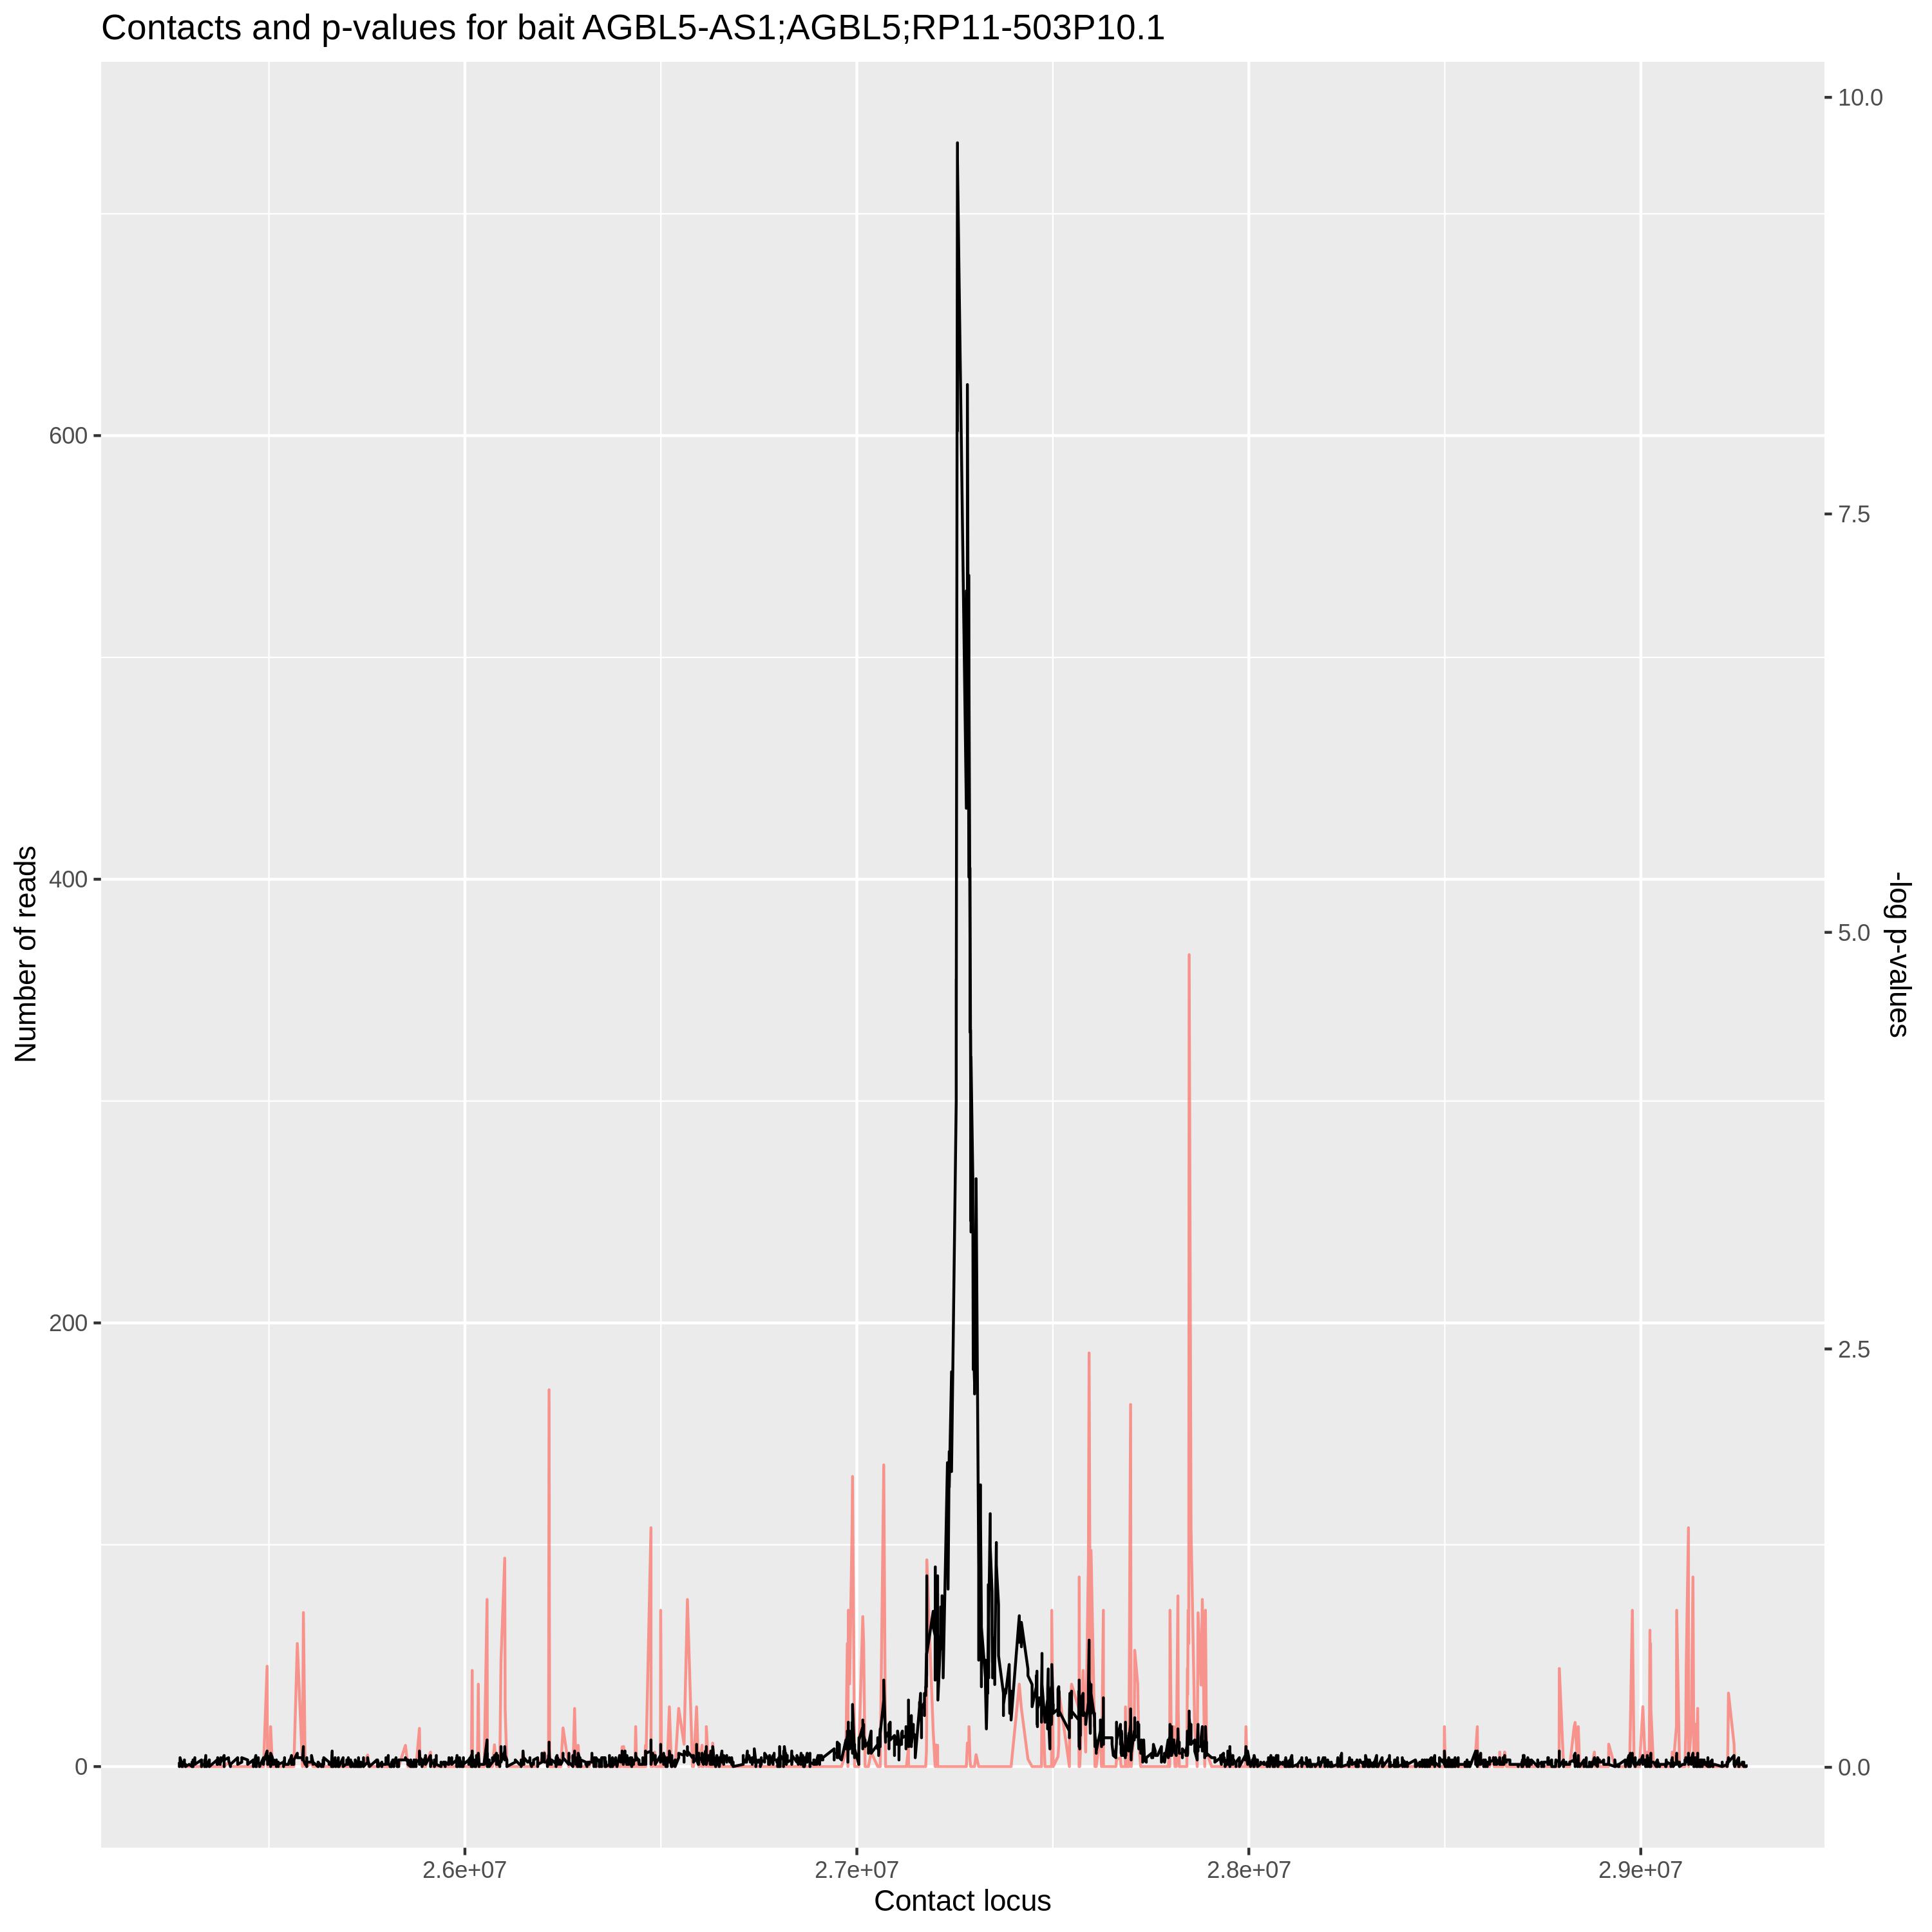 Contacts and p-values for bait AGBL5-AS1;AGBL5;RP11-503P10.1
10.0
7.5
5.0
2.5
0.0
600
400
200
0
Number of reads
-log p-values
2.6e+07 2.7e+07 2.8e+07 2.9e+07
Contact locus